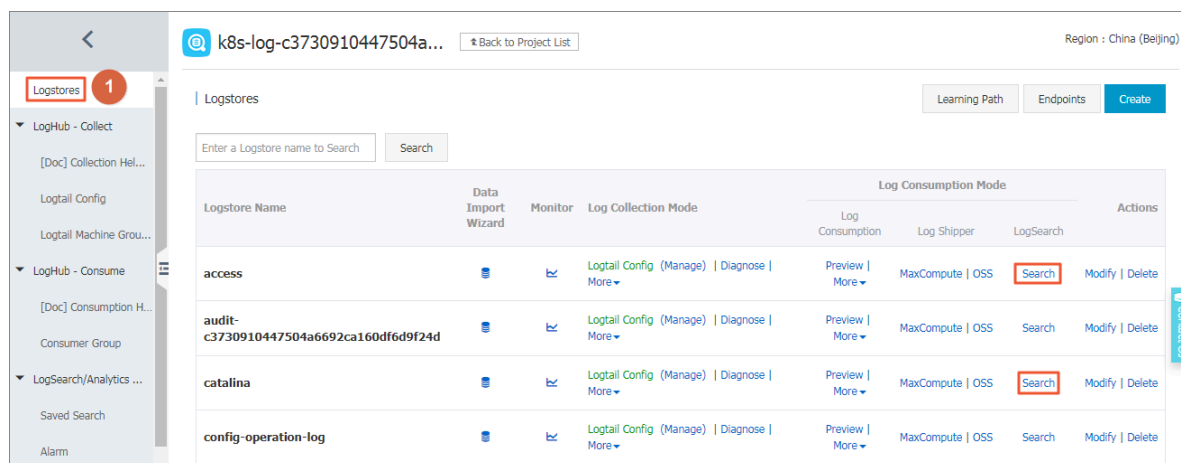 k8s-log-c3730910447504a...
Back to Project List
Region : China (Beijing)
Logstores
1
LogHub - Collect
[Doc] Collection Hel...
Logtail Config
Logtail Machine Grou...
LogHub - Consume
[Doc] Consumption H...
Consumer Group
LogSearch/Analytics ...
Saved Search
Alarm
Logstores
Learning Path
Endpoints
Create
Enter a Logstore name to Search
Search
Logstore Name
Data
Import
Wizard
Monitor
Log Collection Mode
Log Consumption Mode
Log
Consumption
Log Shipper
LogSearch
Actions
access
Logtail Config (Manage) | Diagnose |
More
Preview |
More
MaxCompute | OSS
Search
Modify | Delete
audit-
c3730910447504a6692ca160df6d9f24d
Logtail Config (Manage) | Diagnose |
More
Preview |
More
MaxCompute | OSS
Search
Modify | Delete
catalina
Logtail Config (Manage) | Diagnose |
More
Preview |
More
MaxCompute | OSS
Search
Modify | Delete
config-operation-log
Logtail Config (Manage) | Diagnose |
More
Preview |
More
MaxCompute | OSS
Search
Modify | Delete